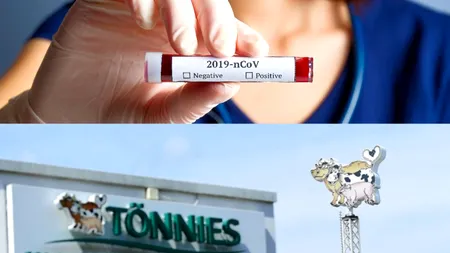 2019-nCoV
Negative
Positive
TÖNNIES